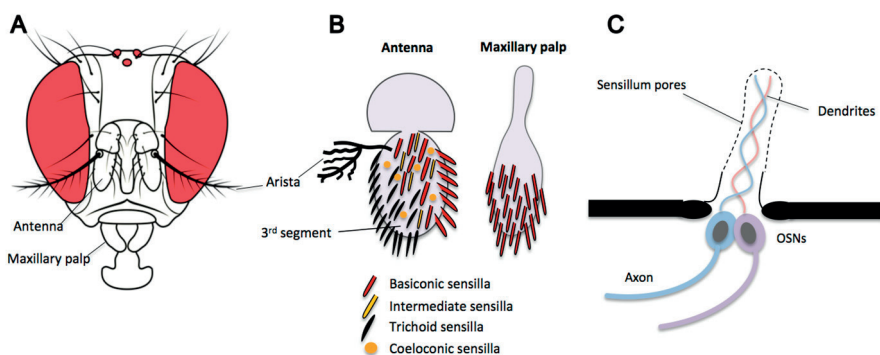 A
Antenna
Maxillary palp
Arista
B
Antenna
Maxillary palp
3rd segment
Basiconic sensilla
Intermediate sensilla
Trichoid sensilla
Coeloconic sensilla
C
Sensillum pores
Dendrites
OSNs
Axon